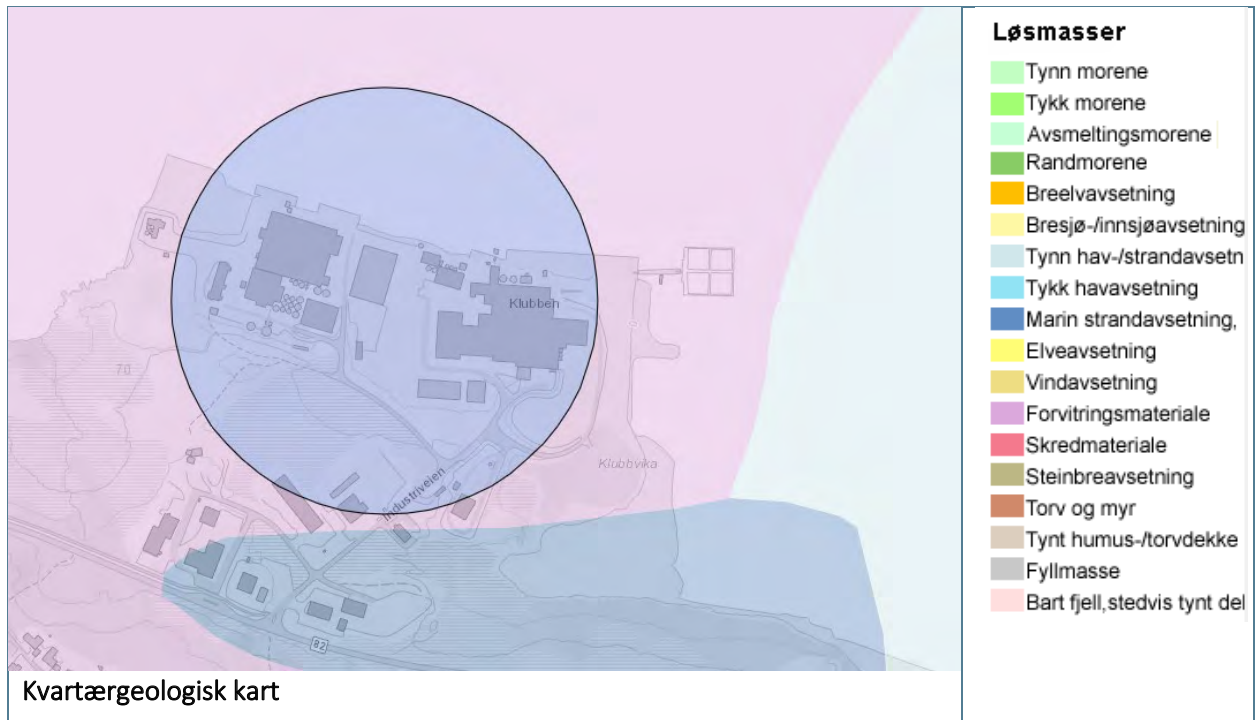 Løsmasser
Tynn morene
Tykk morene
Avsmeltingsmorene
Randmorene
Breelvavsetning
Bresjø-/innsjøavsetning
Tynn hav-/strandavsetn
Tykk havavsetning
Marin strandavsetning,
Elveavsetning
Vindavsetning
Forvitringsmateriale
Skredmateriale
Steinbreavsetning
Torv og myr
Tynt humus-/torvdekke
Fyllmasse
Bart fjell,stedvis tynt del
Klubben
Klubbvika
Industriveien
82
Kvartærgeologisk kart